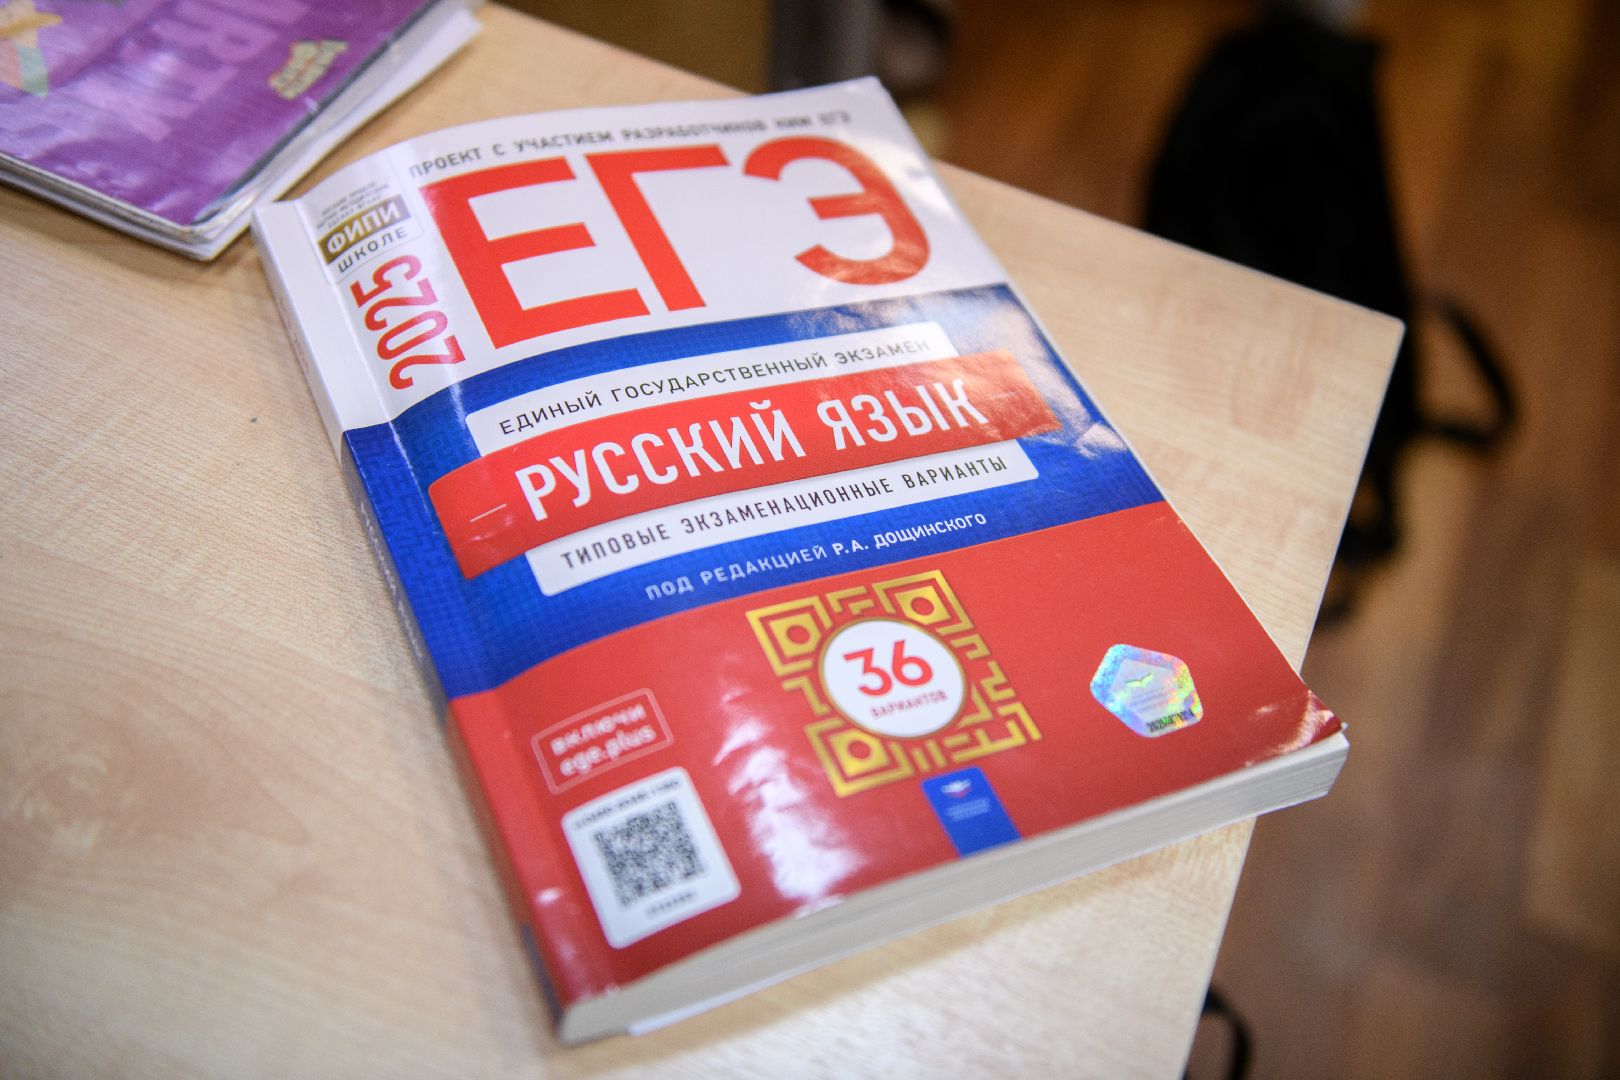 ПРОЕКТ С УЧАСТИЕМ РАЗРАБОТЧИКОВ КИМ ЕГЭ
ЕГЭ
ФИПИ
ШКОЛЕ
2025
ЕДИНЫЙ ГОСУДАРСТВЕННЫЙ ЭКЗАМЕН
РУССКИЙ ЯЗЫК
ТИПОВЫЕ ЭКЗАМЕНАЦИОННЫЕ ВАРИАНТЫ
ПОД РЕДАКЦИЕЙ Р.А. ДОЩИНСКОГО
36
ВАРИАНТОВ
включи
ege.plus